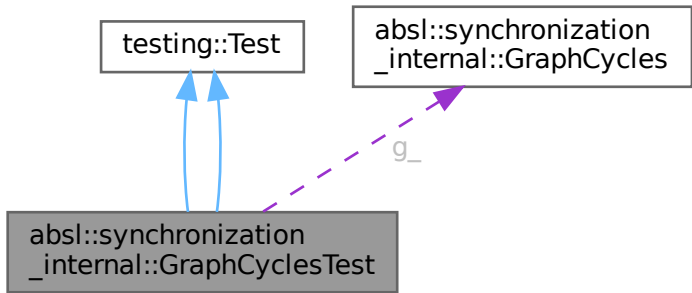 testing::Test
absl::synchronization
_internal::GraphCycles
g_
absl::synchronization
_internal::GraphCyclesTest